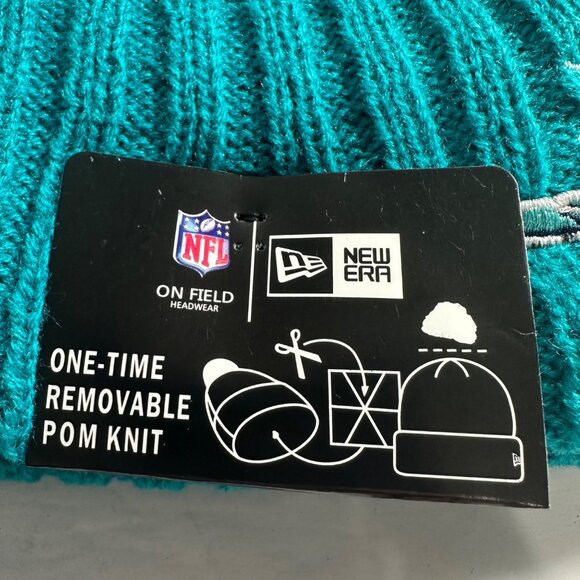 NFL
ON FIELD
HEADWEAR
NEW
ERA
ONE-TIME
REMOVABLE
POM KNIT